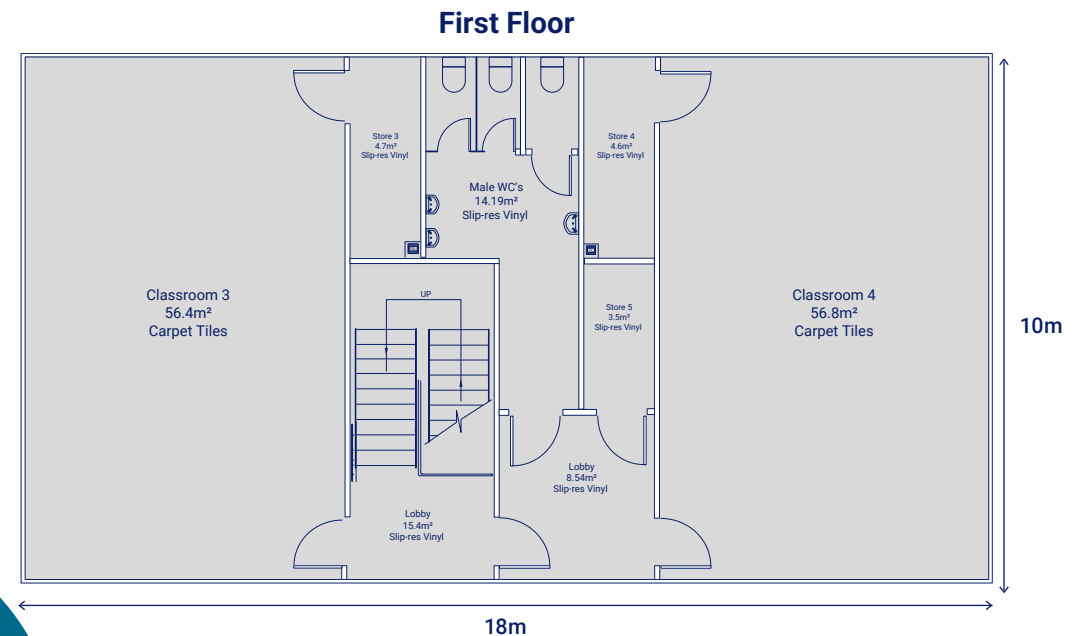 First Floor
Store 3
4.7m²
Slip-res Vinyl
Store 4
4.6m²
Slip-res Vinyl
Male WC's
14.19m²
Slip-res Vinyl
Classroom 3
56.4m²
Carpet Tiles
UP
Store 5
3.5m²
Slip-res Vinyl
Classroom 4
56.8m²
Carpet Tiles
10m
Lobby
8.54m²
Slip-res Vinyl
Lobby
15.4m²
Slip-res Vinyl
18m